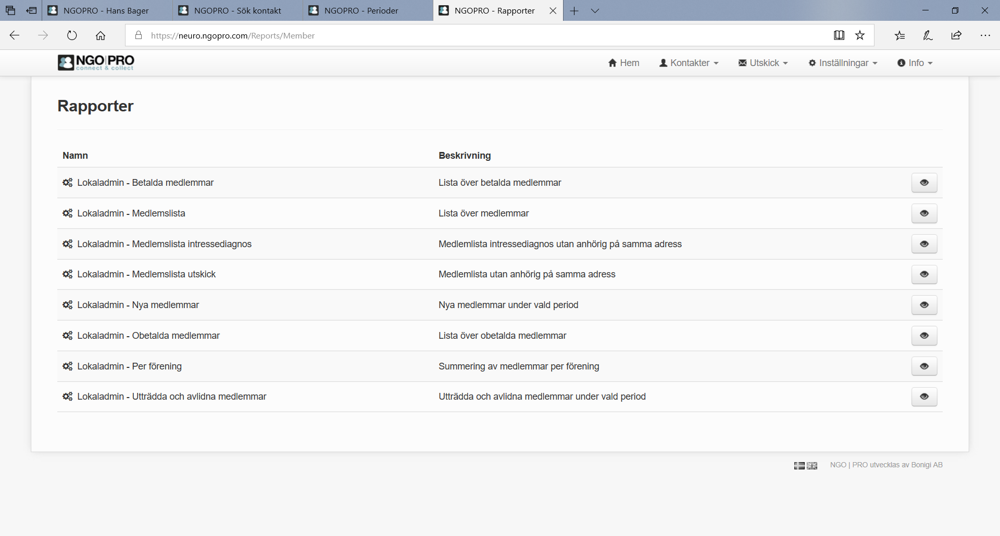 NGOPRO - Hans Bager
NGOPRO - Sök kontakt
NGOPRO - Perioder
NGOPRO - Rapporter
https://neuro.ngopro.com/Reports/Member
NGO|PRO
connect & collect
Hem
Kontakter
Utskick
Inställningar
Info
Rapporter
Namn
Beskrivning
Lokaladmin - Betalda medlemmar
Lista över betalda medlemmar
Lokaladmin - Medlemslista
Lista över medlemmar
Lokaladmin - Medlemslista intressediagnos
Medlemlista intressediagnos utan anhörig på samma adress
Lokaladmin - Medlemslista utskick
Medlemlista utan anhörig på samma adress
Lokaladmin - Nya medlemmar
Nya medlemmar under vald period
Lokaladmin - Obetalda medlemmar
Lista över obetalda medlemmar
Lokaladmin - Per förening
Summering av medlemmar per förening
Lokaladmin - Utträdda och avlidna medlemmar
Utträdda och avlidna medlemmar under vald period
NGO | PRO utvecklas av Bonigi AB